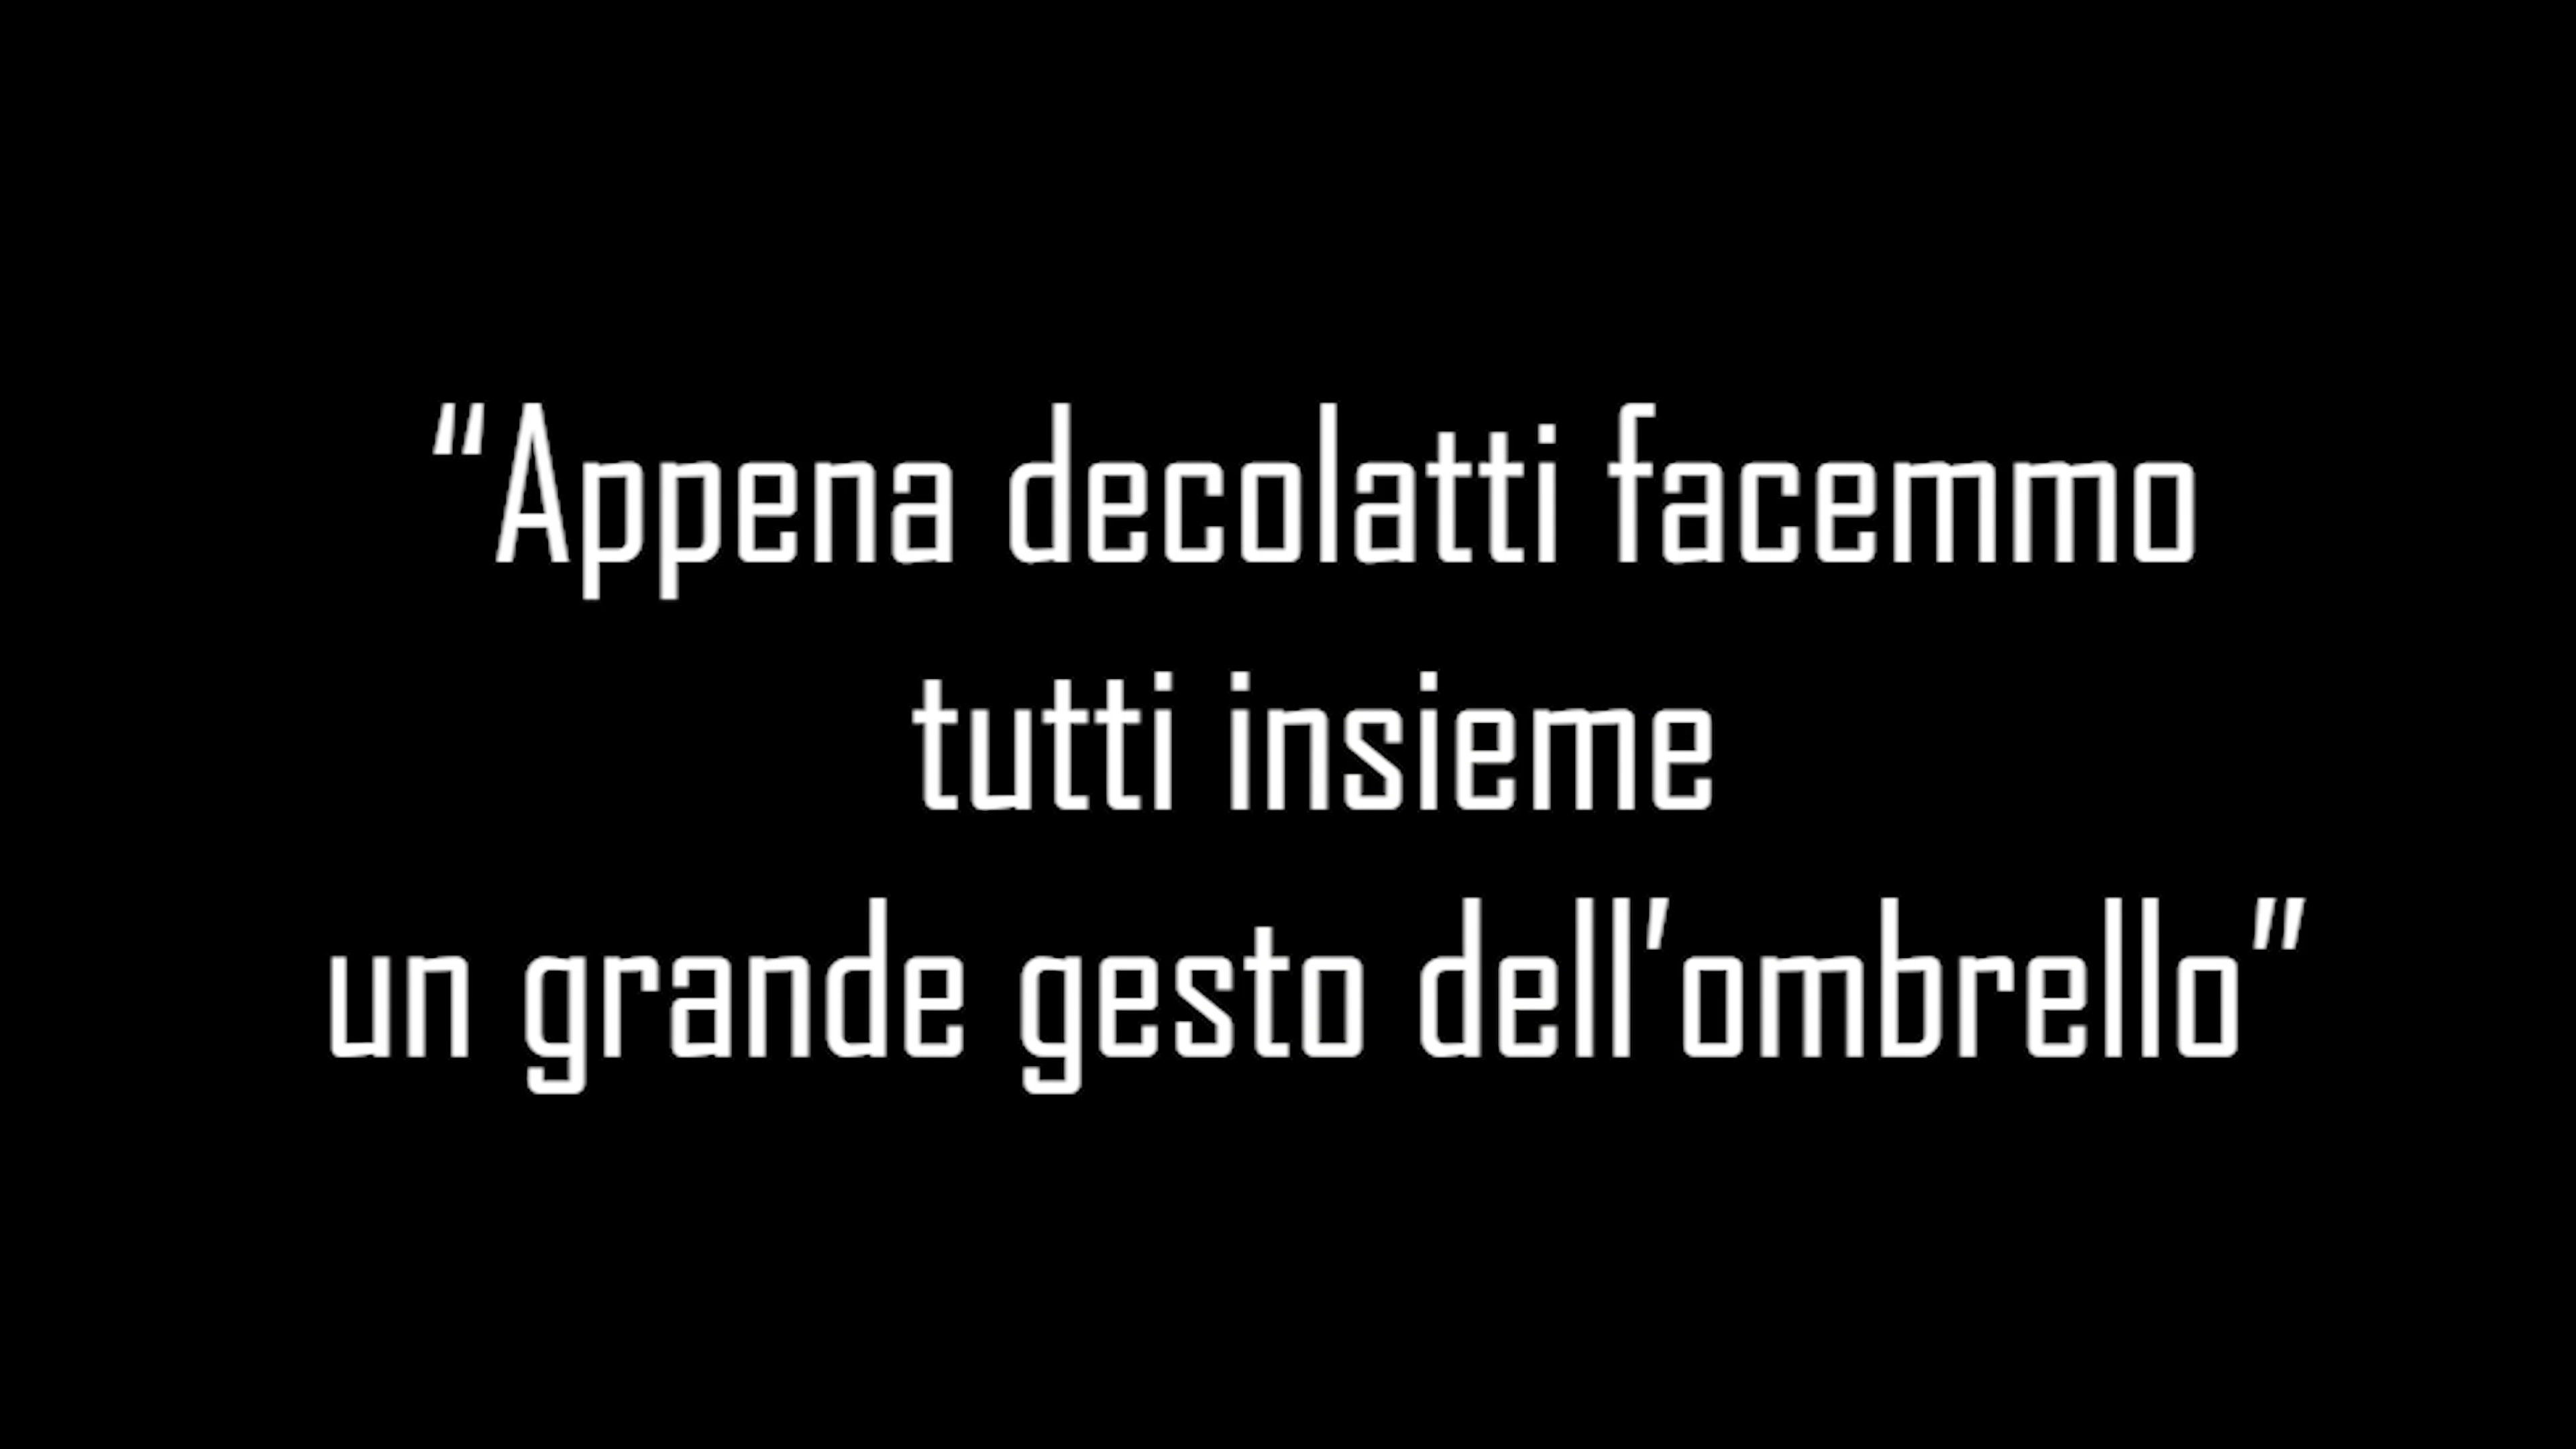 “Appena decolatti facemmo
tutti insieme
un grande gesto dell’ombrello”